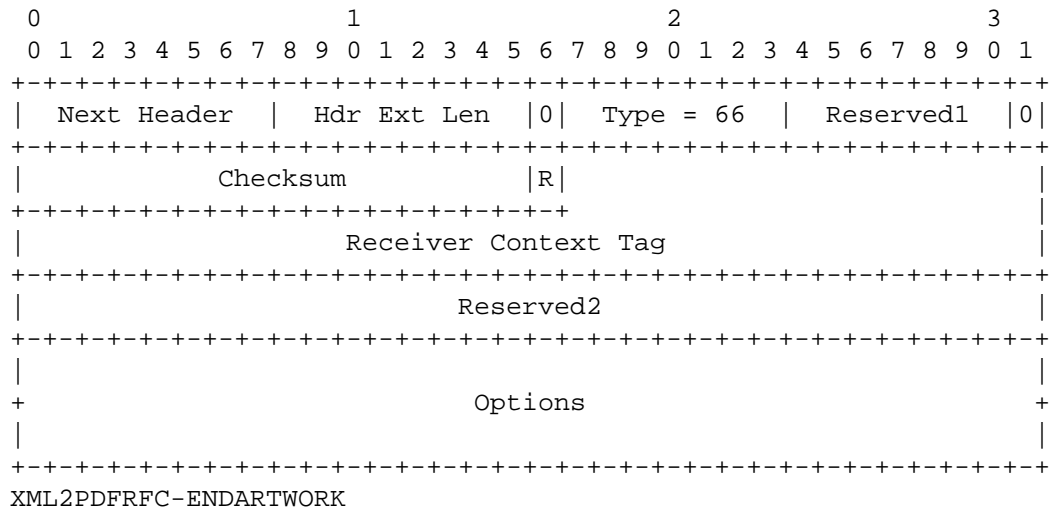 0                   1                   2                   3
 0 1 2 3 4 5 6 7 8 9 0 1 2 3 4 5 6 7 8 9 0 1 2 3 4 5 6 7 8 9 0 1
+-+-+-+-+-+-+-+-+-+-+-+-+-+-+-+-+-+-+-+-+-+-+-+-+-+-+-+-+-+-+-+-+
|  Next Header  |  Hdr Ext Len  |0|  Type = 66  |  Reserved1  |0|
+-+-+-+-+-+-+-+-+-+-+-+-+-+-+-+-+-+-+-+-+-+-+-+-+-+-+-+-+-+-+-+-+
|            Checksum           |R|                             |
+-+-+-+-+-+-+-+-+-+-+-+-+-+-+-+-+-+                             |
|                    Receiver Context Tag                       |
+-+-+-+-+-+-+-+-+-+-+-+-+-+-+-+-+-+-+-+-+-+-+-+-+-+-+-+-+-+-+-+-+
|                           Reserved2                           |
+-+-+-+-+-+-+-+-+-+-+-+-+-+-+-+-+-+-+-+-+-+-+-+-+-+-+-+-+-+-+-+-+
|                                                               |
+                            Options                            +
|                                                               |
+-+-+-+-+-+-+-+-+-+-+-+-+-+-+-+-+-+-+-+-+-+-+-+-+-+-+-+-+-+-+-+-+
XML2PDFRFC-ENDARTWORK